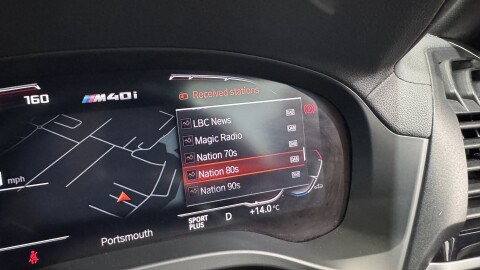 160
M40i
Received stations
LBC News
Magic Radio
Nation 70s
Nation 80s
Nation 90s
mph
SPORT
PLUS
D
+14.0 °C
Portsmouth